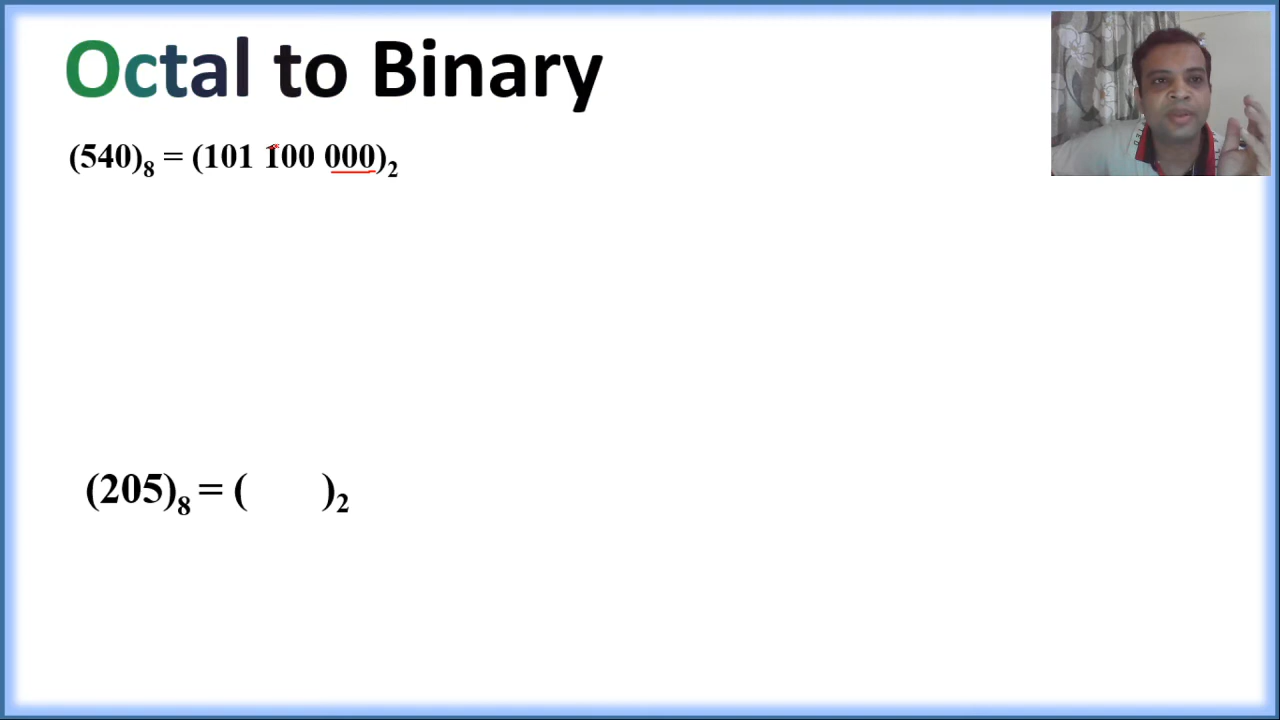 Octal to Binary
(540)₈ = (101 100 000)₂
(205)₈ = ( )₂